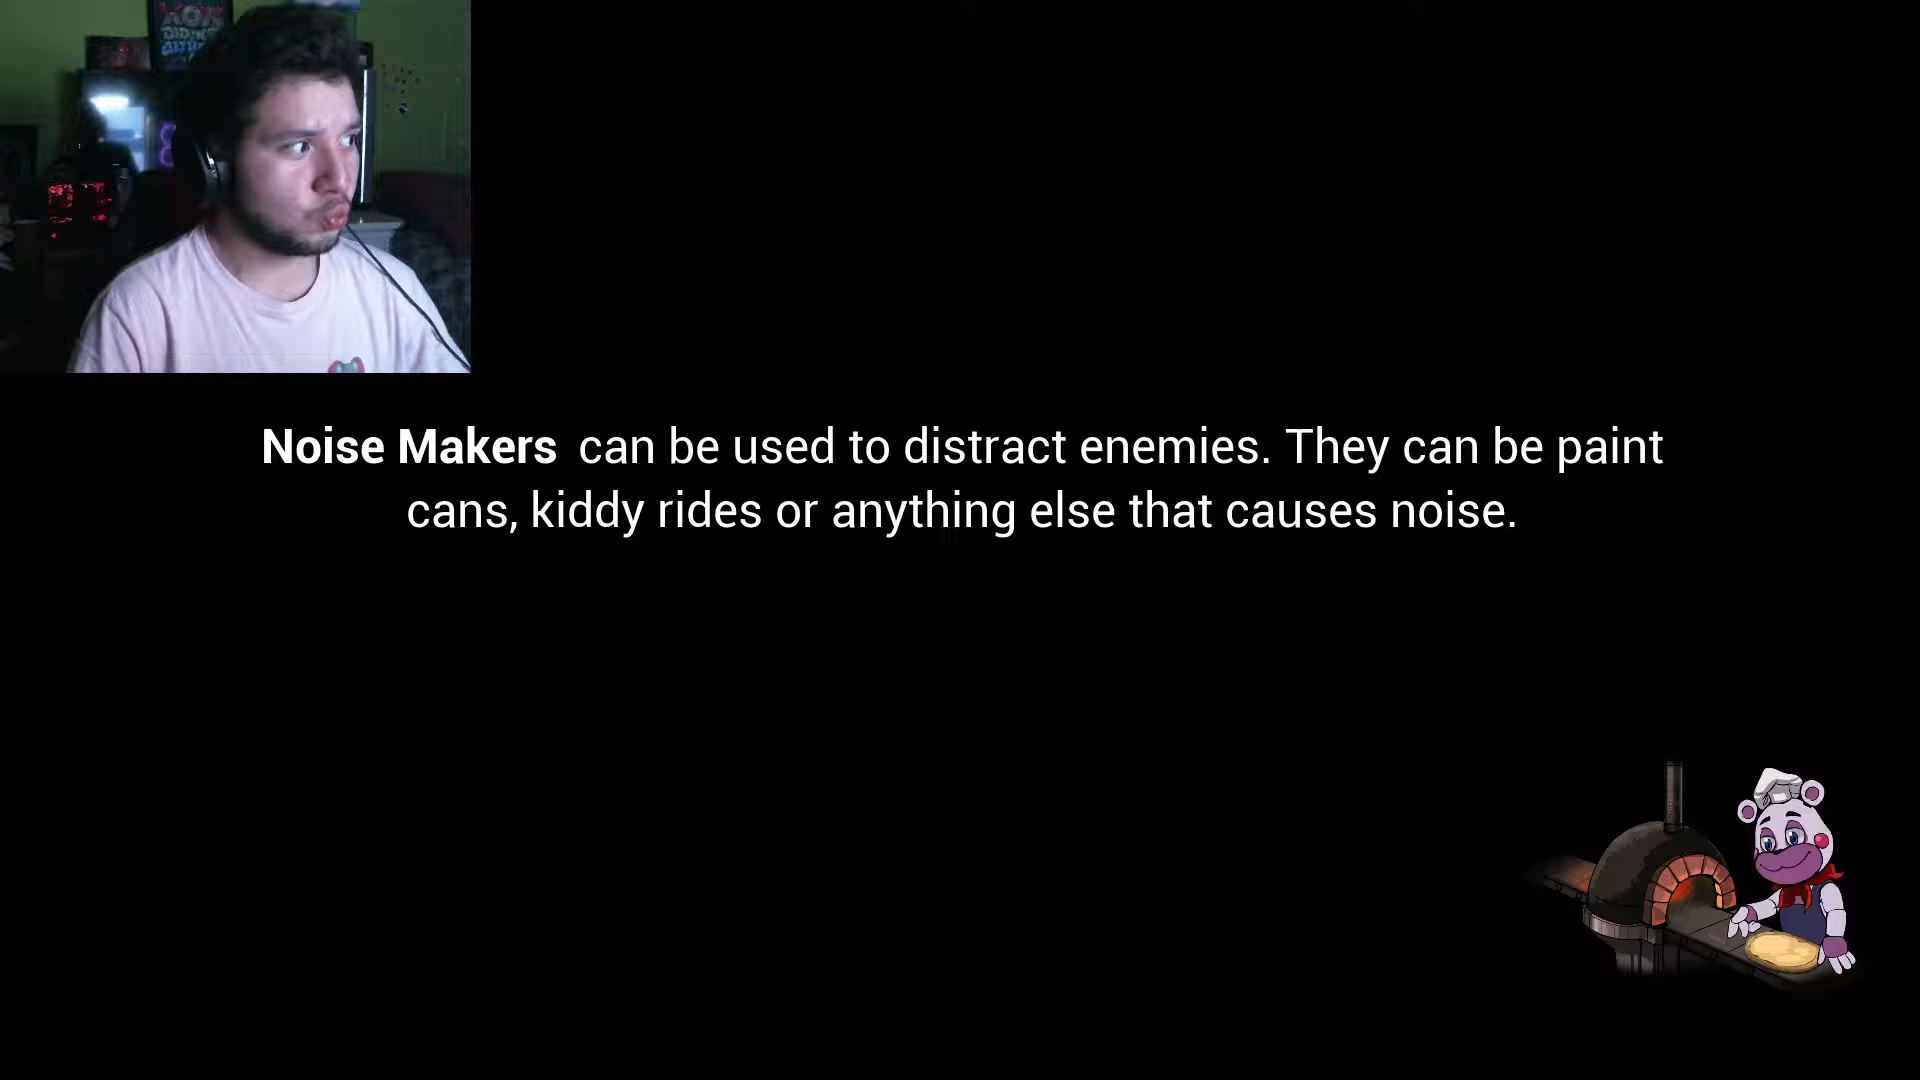 Noise Makers can be used to distract enemies. They can be paint
cans, kiddy rides or anything else that causes noise.